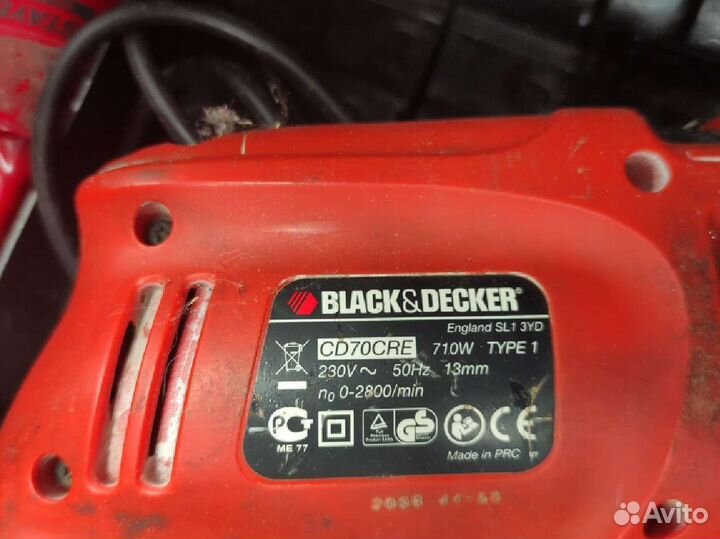 BLACK&DECKER®
England SL1 3YD
CD70CRE 710W TYPE 1
230V ~ 50Hz 13mm
n0 0-2800/min
ME 77
GS
CE
Made in PRC
Avito